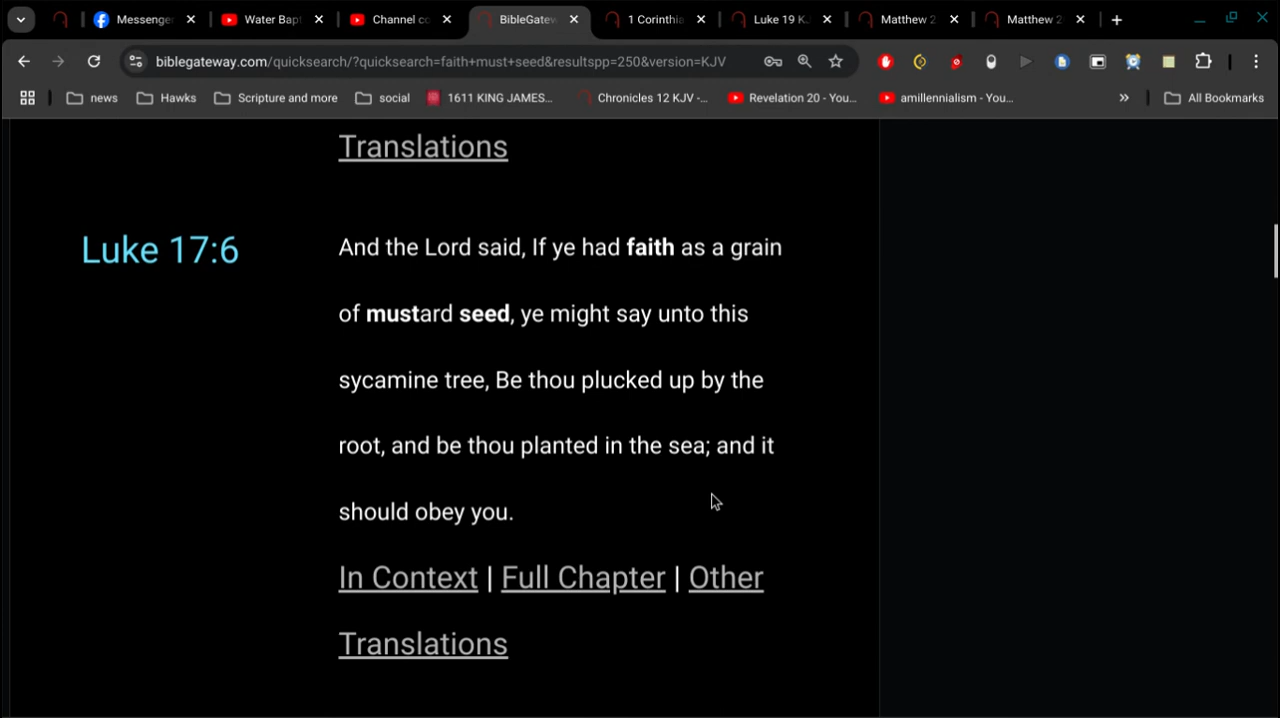 Messenger
Water Bapt
Channel co
BibleGatew
1 Corinthia
Luke 19 K
Matthew 2
Matthew 2
biblegateway.com/quicksearch/?quicksearch=faith+must+seed&resultspp=250&version=KJV
news
Hawks
Scripture and more
social
1611 KING JAMES...
Chronicles 12 KJV -...
Revelation 20 - You...
amillennialism - You...
»
All Bookmarks
Translations
Luke 17:6
And the Lord said, If ye had faith as a grain
of mustard seed, ye might say unto this
sycamine tree, Be thou plucked up by the
root, and be thou planted in the sea; and it
should obey you.
In Context | Full Chapter | Other
Translations